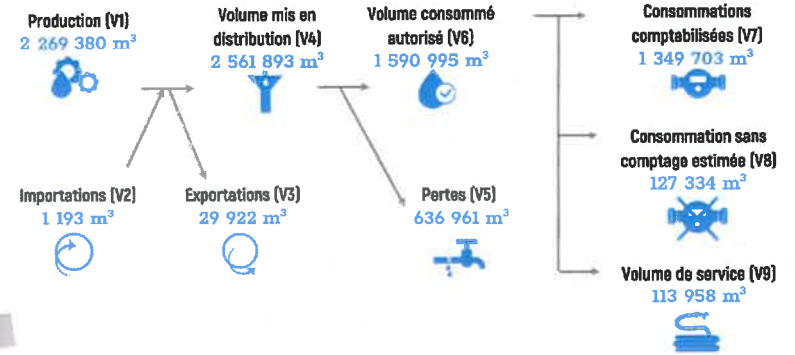 Production (V1)
2 269 380 m³
Volume mis en
distribution (V4)
2 561 893 m³
Volume consommé
autorisé (V6)
1 590 995 m³
Consommations
comptabilisées (V7)
1 349 703 m³
Importations (V2)
1 193 m³
Exportations (V3)
29 922 m³
Pertes (V5)
636 961 m³
Consommation sans
comptage estimée (V8)
127 334 m³
Volume de service (V9)
113 958 m³